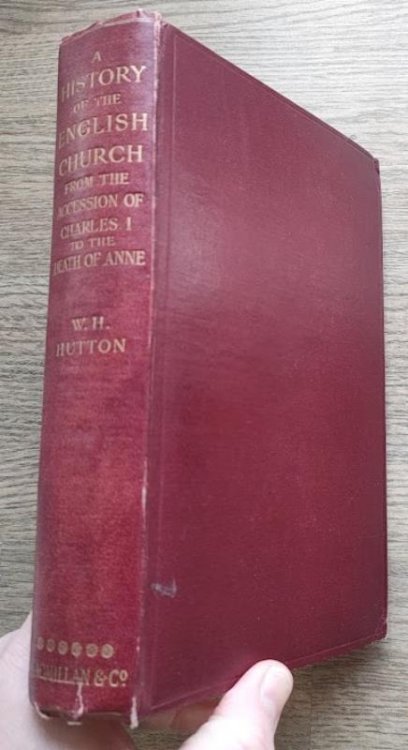 A
HISTORY
OF THE
ENGLISH
CHURCH
FROM THE
ACCESSION OF
CHARLES I
TO THE
DEATH OF ANNE
W. H.
HUTTON
MACMILLAN & Co